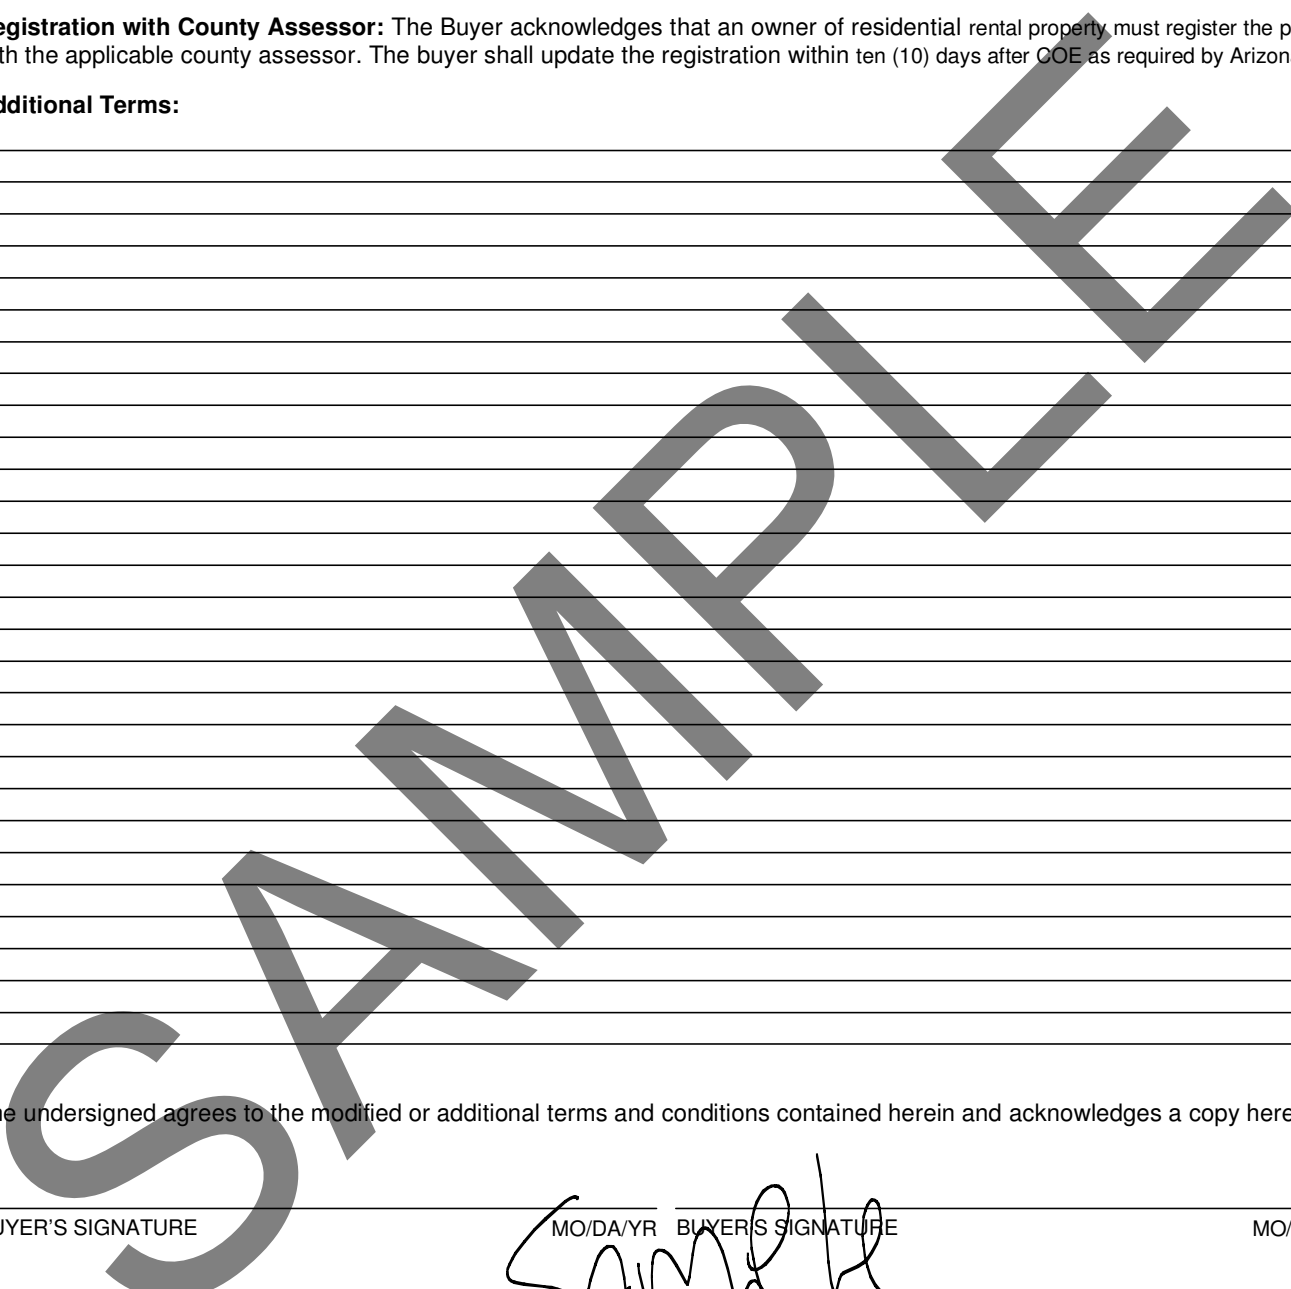 egistration with County Assessor: The Buyer acknowledges that an owner of residential rental property must register the p
th the applicable county assessor. The buyer shall update the registration within ten (10) days after COE as required by Arizona
dditional Terms:
SAMPLE
he undersigned agrees to the modified or additional terms and conditions contained herein and acknowledges a copy here
UYER'S SIGNATURE MO/DA/YR BUYER'S SIGNATURE MO/
Sample